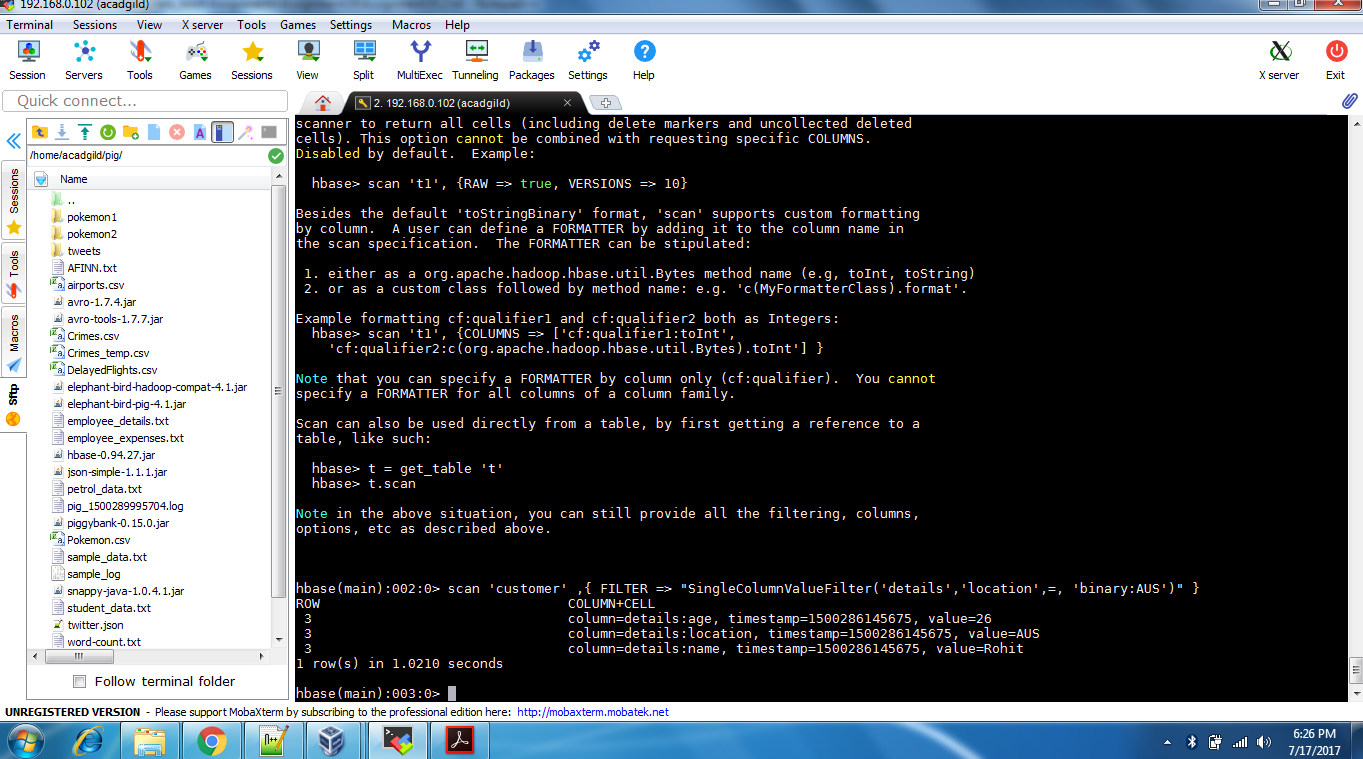 192.168.0.102 (acadgild)
Terminal Sessions View X server Tools Games Settings Macros Help
Session Servers Tools Games Sessions View Split MultiExec Tunneling Packages Settings Help X server Exit
Quick connect...
2. 192.168.0.102 (acadgild)
/home/acadgild/pig/
Name
..
pokemon1
pokemon2
tweets
AFINN.txt
airports.csv
avro-1.7.4.jar
avro-tools-1.7.7.jar
Crimes.csv
Crimes_temp.csv
DelayedFlights.csv
elephant-bird-hadoop-compat-4.1.jar
elephant-bird-pig-4.1.jar
employee_details.txt
employee_expenses.txt
hbase-0.94.27.jar
json-simple-1.1.1.jar
petrol_data.txt
pig_1500289995704.log
piggybank-0.15.0.jar
Pokemon.csv
sample_data.txt
sample_log
snappy-java-1.0.4.1.jar
student_data.txt
twitter.json
word-count.txt
Follow terminal folder
Sessions
Tools
Macros
Sftp
scanner to return all cells (including delete markers and uncollected deleted
cells). This option cannot be combined with requesting specific COLUMNS.
Disabled by default.  Example:
hbase> scan 't1', {RAW => true, VERSIONS => 10}
Besides the default 'toStringBinary' format, 'scan' supports custom formatting
by column.  A user can define a FORMATTER by adding it to the column name in
the scan specification.  The FORMATTER can be stipulated:
1. either as a org.apache.hadoop.hbase.util.Bytes method name (e.g, toInt, toString)
2. or as a custom class followed by method name: e.g. 'c(MyFormatterClass).format'.
Example formatting cf:qualifier1 and cf:qualifier2 both as Integers:
hbase> scan 't1', {COLUMNS => ['cf:qualifier1:toInt',
'cf:qualifier2:c(org.apache.hadoop.hbase.util.Bytes).toInt'] }
Note that you can specify a FORMATTER by column only (cf:qualifier).  You cannot
specify a FORMATTER for all columns of a column family.
Scan can also be used directly from a table, by first getting a reference to a
table, like such:
hbase> t = get_table 't'
hbase> t.scan
Note in the above situation, you can still provide all the filtering, columns,
options, etc as described above.
hbase(main):002:0> scan 'customer' ,{ FILTER => "SingleColumnValueFilter('details','location',=, 'binary:AUS')" }
ROW COLUMN+CELL
3 column=details:age, timestamp=1500286145675, value=26
3 column=details:location, timestamp=1500286145675, value=AUS
3 column=details:name, timestamp=1500286145675, value=Rohit
1 row(s) in 1.0210 seconds
hbase(main):003:0>
UNREGISTERED VERSION - Please support MobaXterm by subscribing to the professional edition here: http://mobaxterm.mobatek.net
6:26 PM
7/17/2017